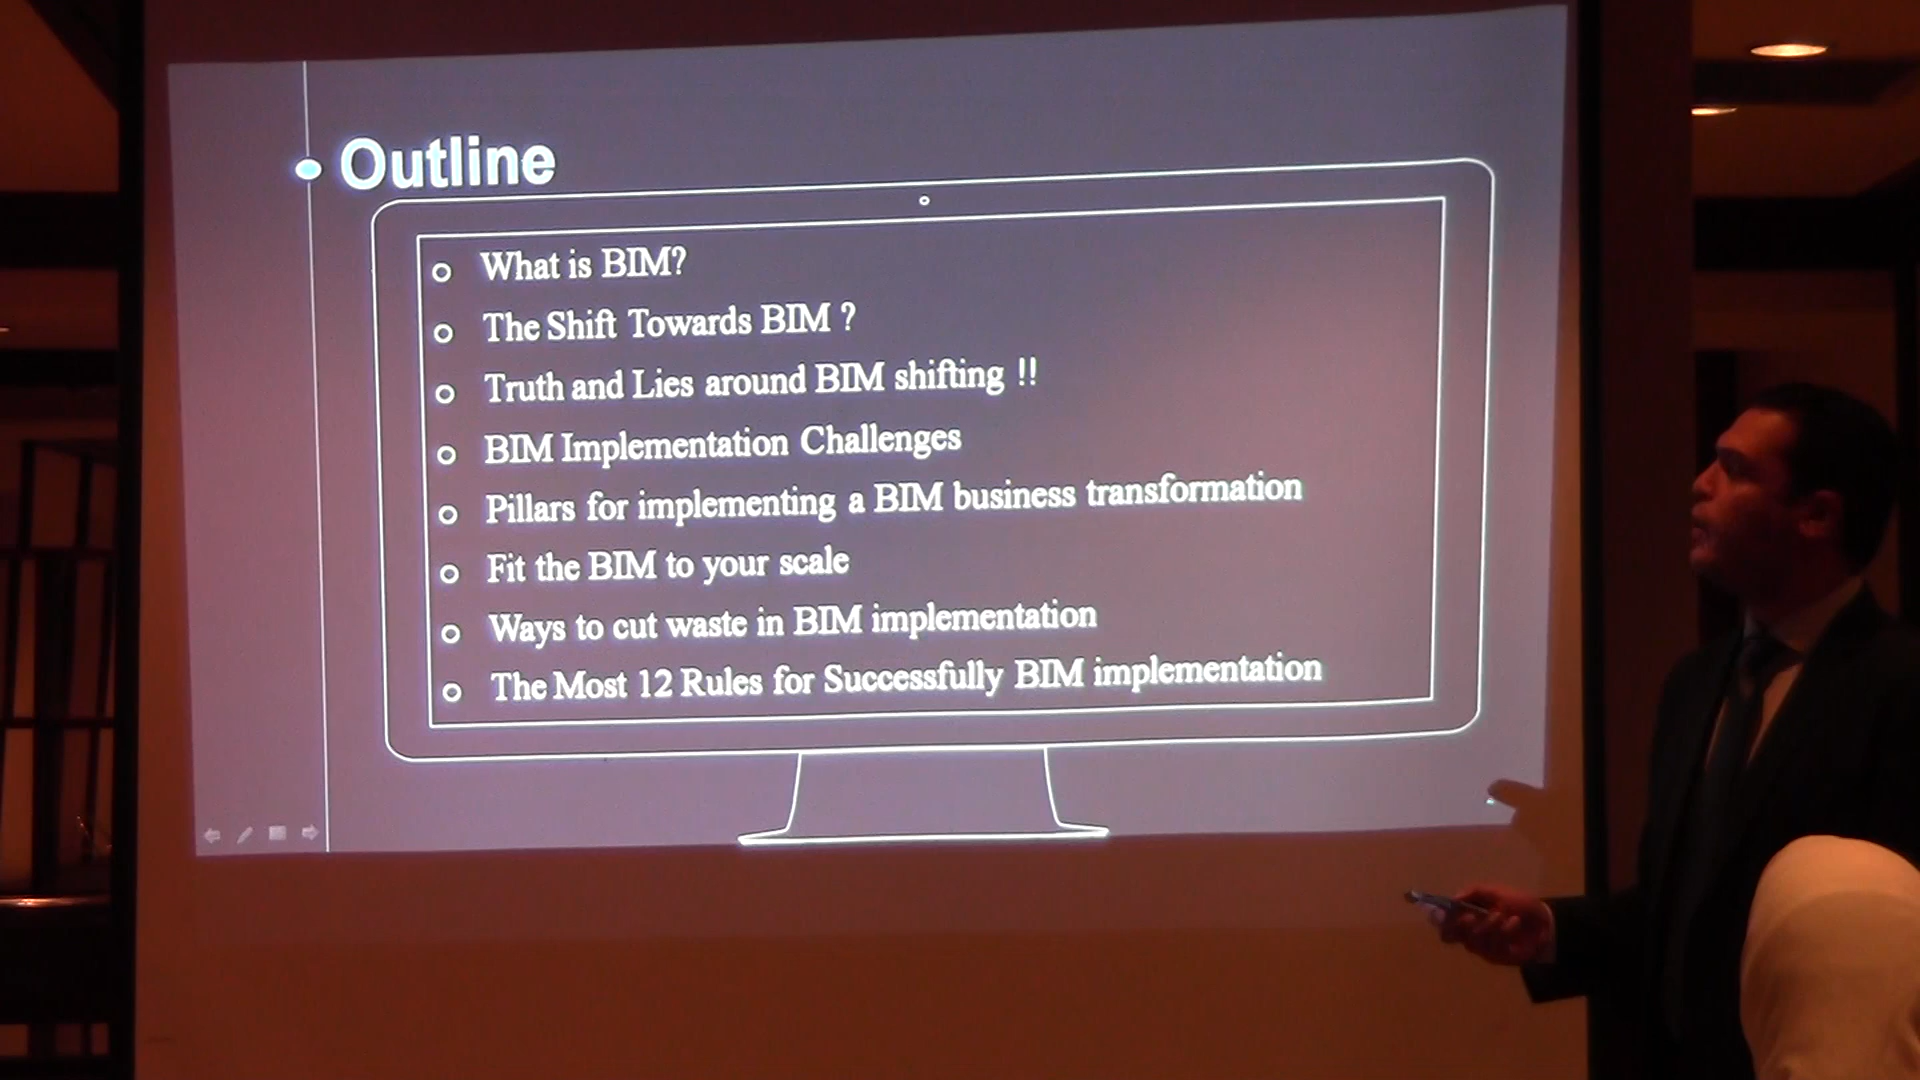 Outline
What is BIM?
The Shift Towards BIM ?
Truth and Lies around BIM shifting !!
BIM Implementation Challenges
Pillars for implementing a BIM business transformation
Fit the BIM to your scale
Ways to cut waste in BIM implementation
The Most 12 Rules for Successfully BIM implementation